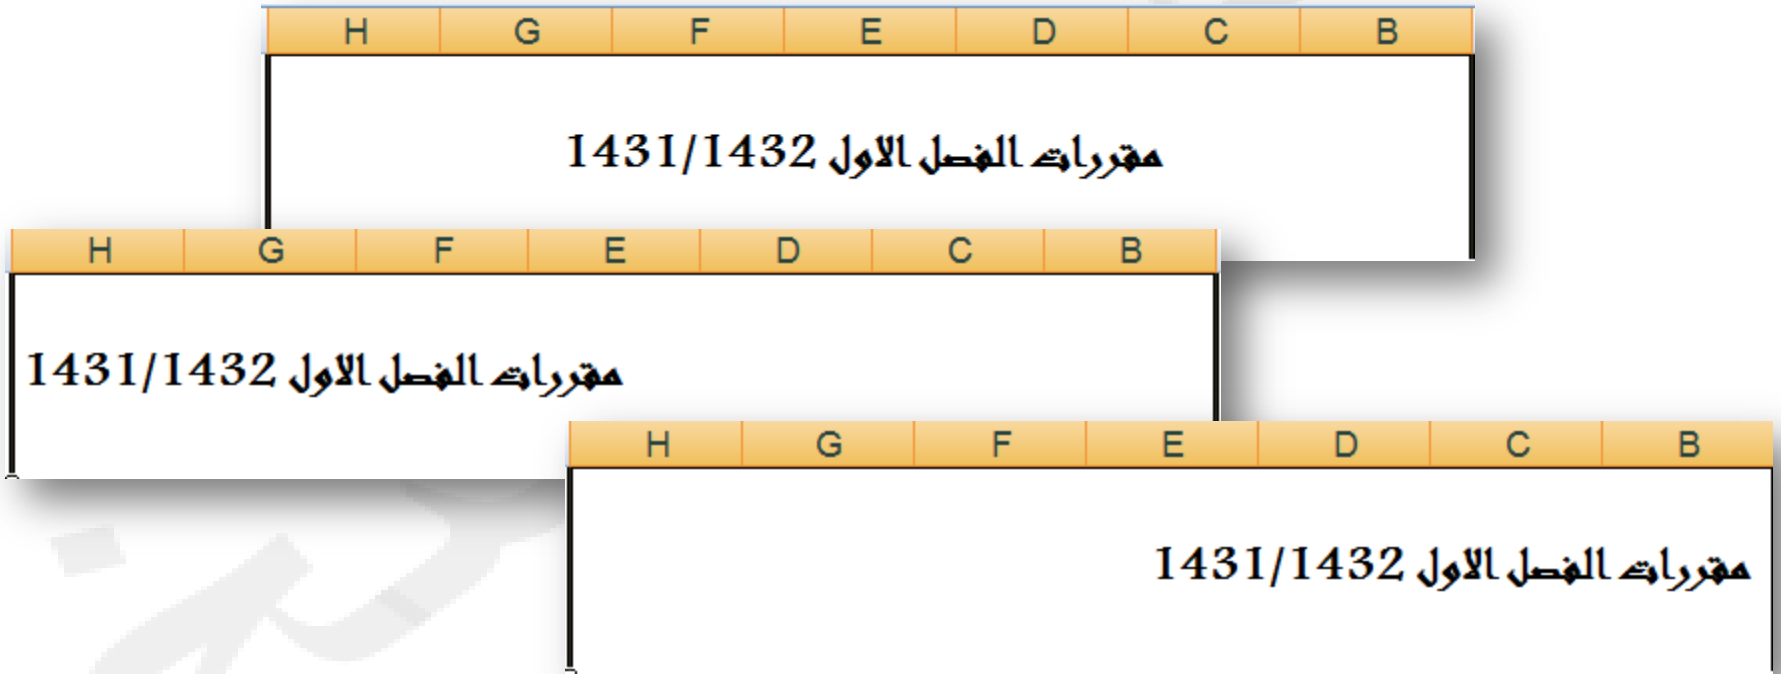 H G F E D C B
مقررات الفصل الاول 1431/1432
H G F E D C B
مقررات الفصل الاول 1431/1432
H G F E D C B
مقررات الفصل الاول 1431/1432